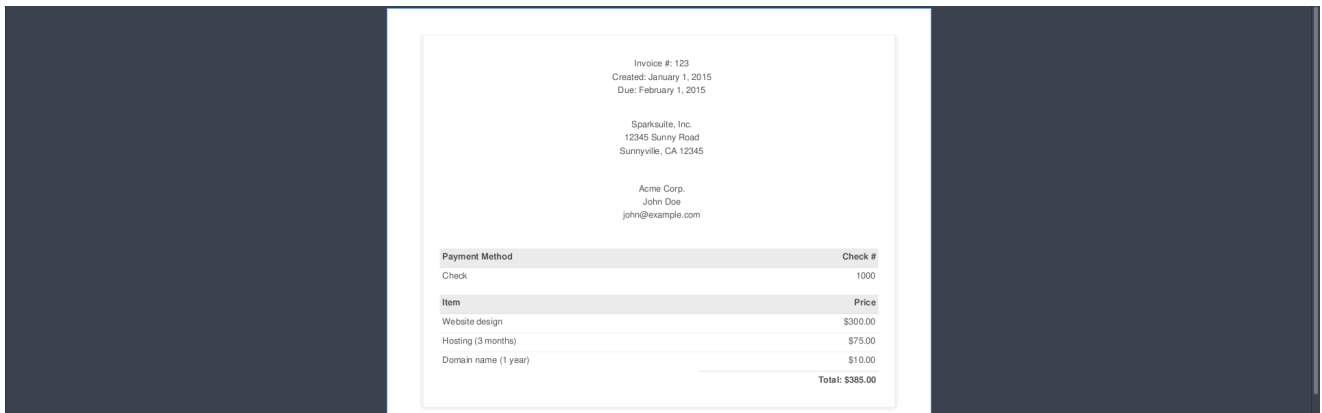 Invoice #: 123
Created: January 1, 2015
Due: February 1, 2015
Sparksuite, Inc.
12345 Sunny Road
Sunnyville, CA 12345
Acme Corp.
John Doe
john@example.com
Payment Method Check #
Check 1000
Item Price
Website design $300.00
Hosting (3 months) $75.00
Domain name (1 year) $10.00
Total: $385.00